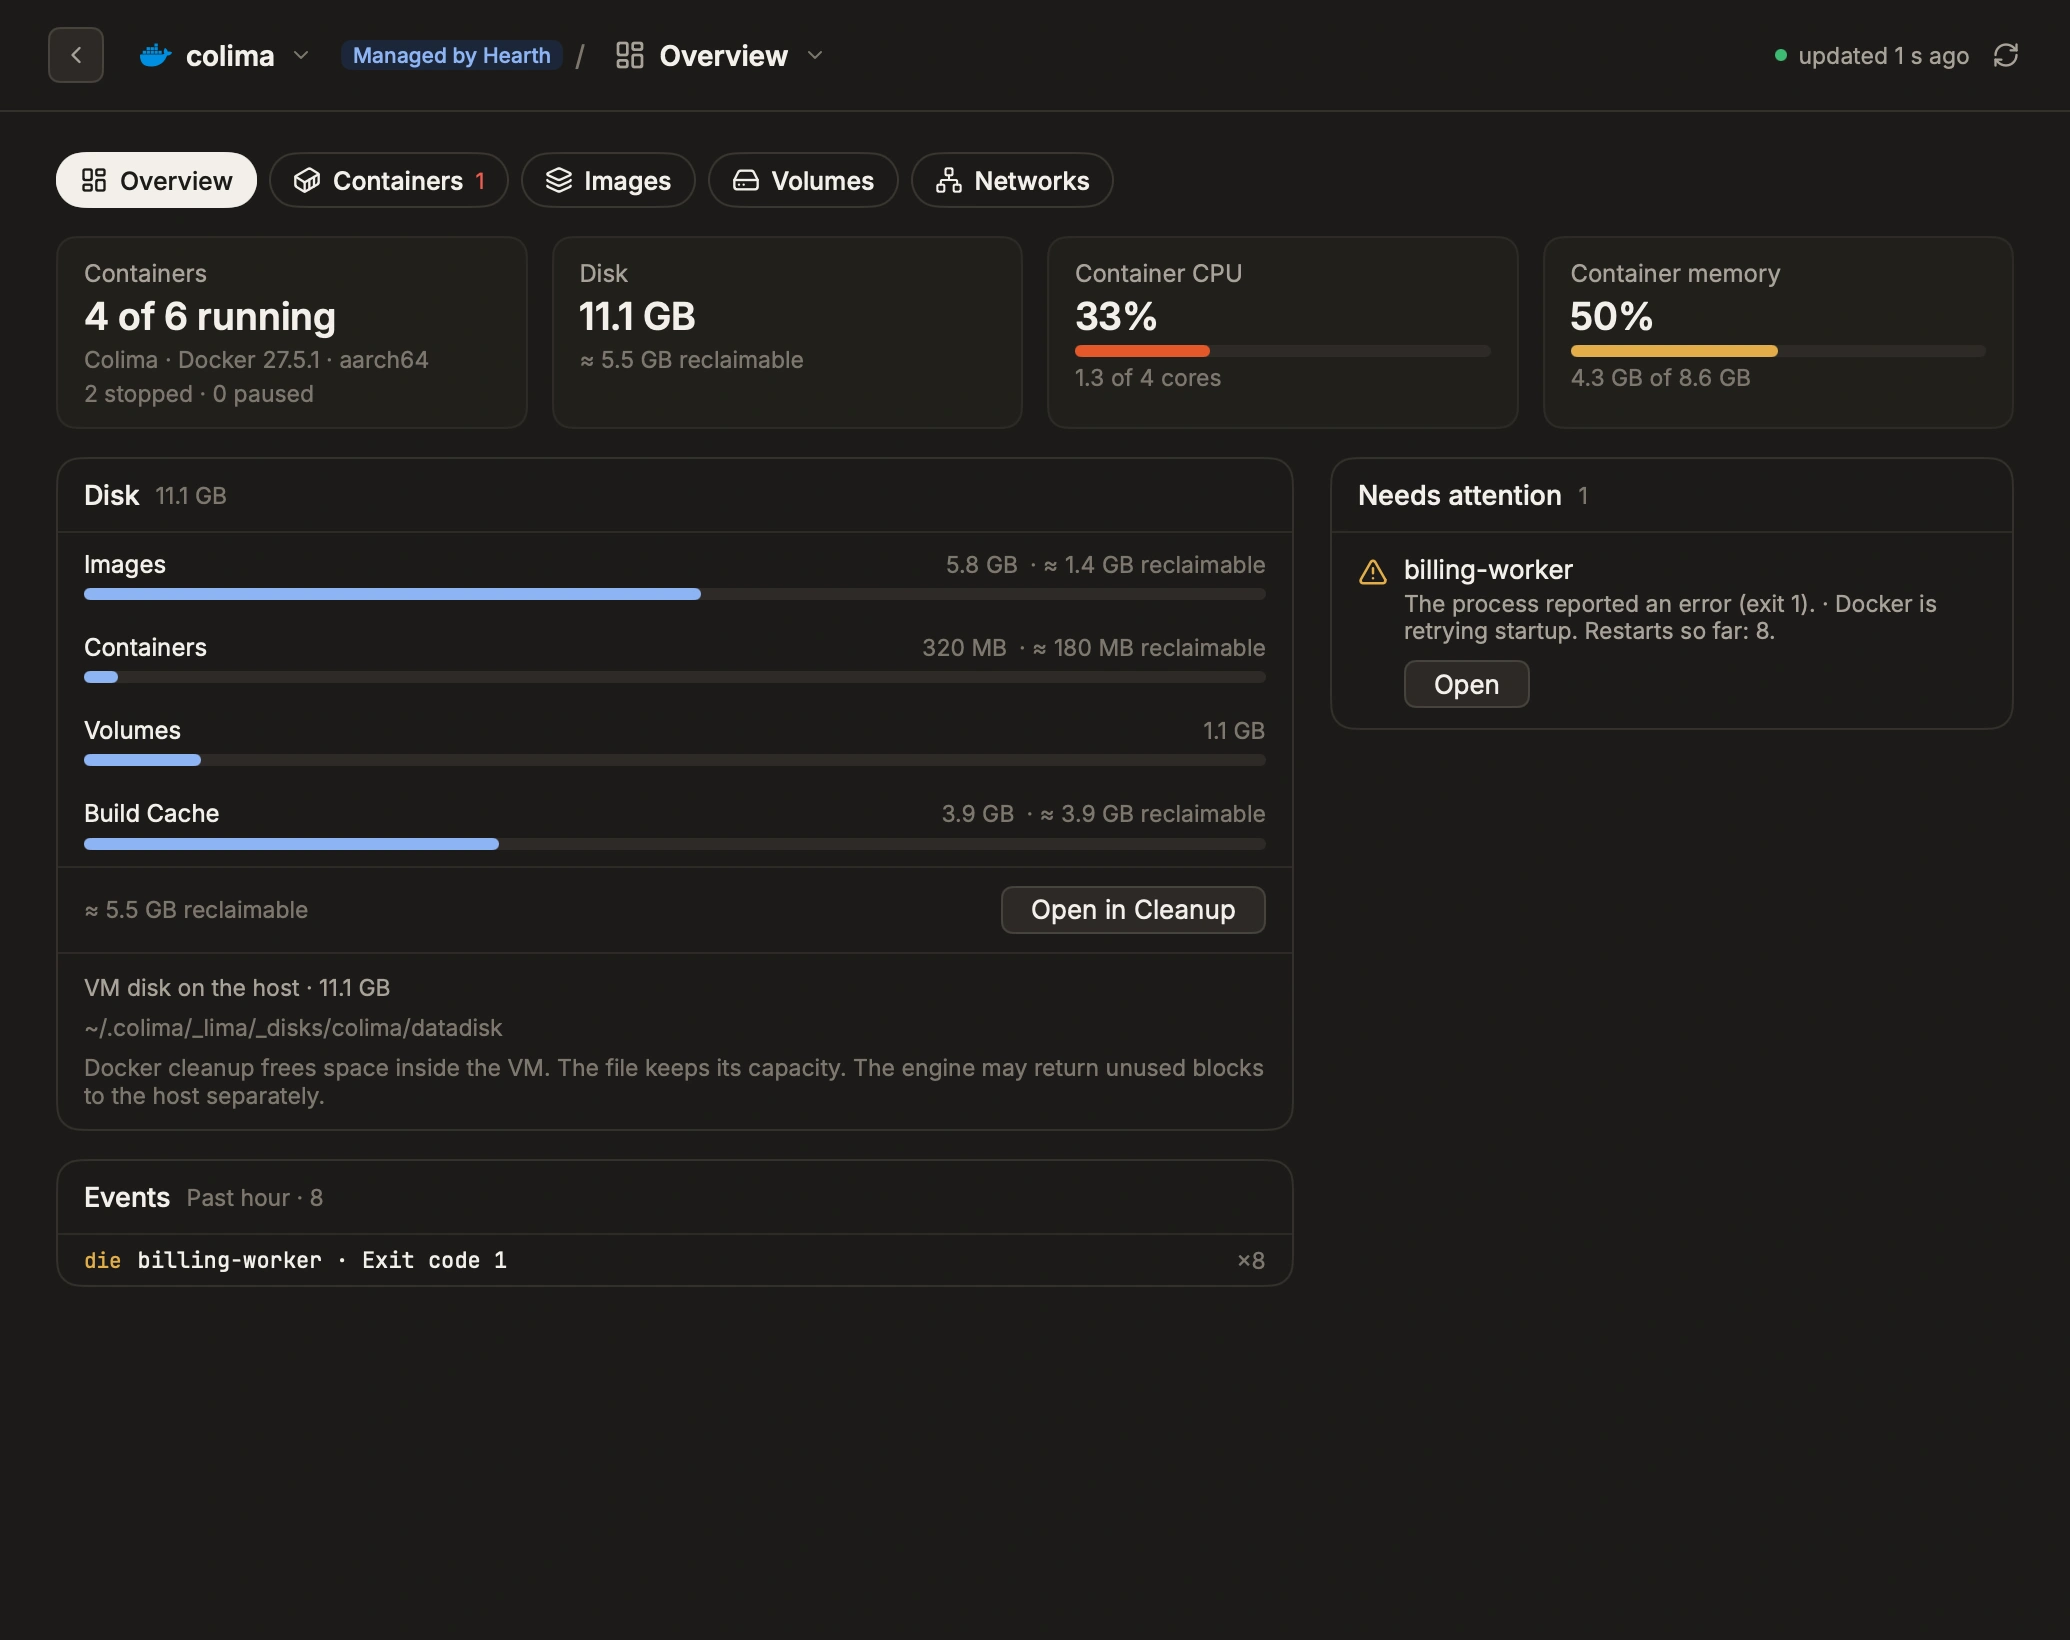 colima
Managed by Hearth / Overview
updated 1 s ago
Overview
Containers 1
Images
Volumes
Networks
Containers
4 of 6 running
Colima · Docker 27.5.1 · aarch64
2 stopped · 0 paused
Disk
11.1 GB
≈ 5.5 GB reclaimable
Container CPU
33%
1.3 of 4 cores
Container memory
50%
4.3 GB of 8.6 GB
Disk 11.1 GB
Images 5.8 GB · ≈ 1.4 GB reclaimable
Containers 320 MB · ≈ 180 MB reclaimable
Volumes 1.1 GB
Build Cache 3.9 GB · ≈ 3.9 GB reclaimable
≈ 5.5 GB reclaimable Open in Cleanup
VM disk on the host · 11.1 GB
~/.colima/_lima/_disks/colima/datadisk
Docker cleanup frees space inside the VM. The file keeps its capacity. The engine may return unused blocks
to the host separately.
Needs attention 1
billing-worker
The process reported an error (exit 1). · Docker is
retrying startup. Restarts so far: 8.
Open
Events Past hour · 8
die billing-worker · Exit code 1 ×8